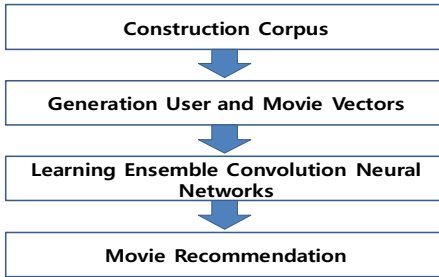 Construction Corpus
Generation User and Movie Vectors
Learning Ensemble Convolution Neural
Networks
Movie Recommendation